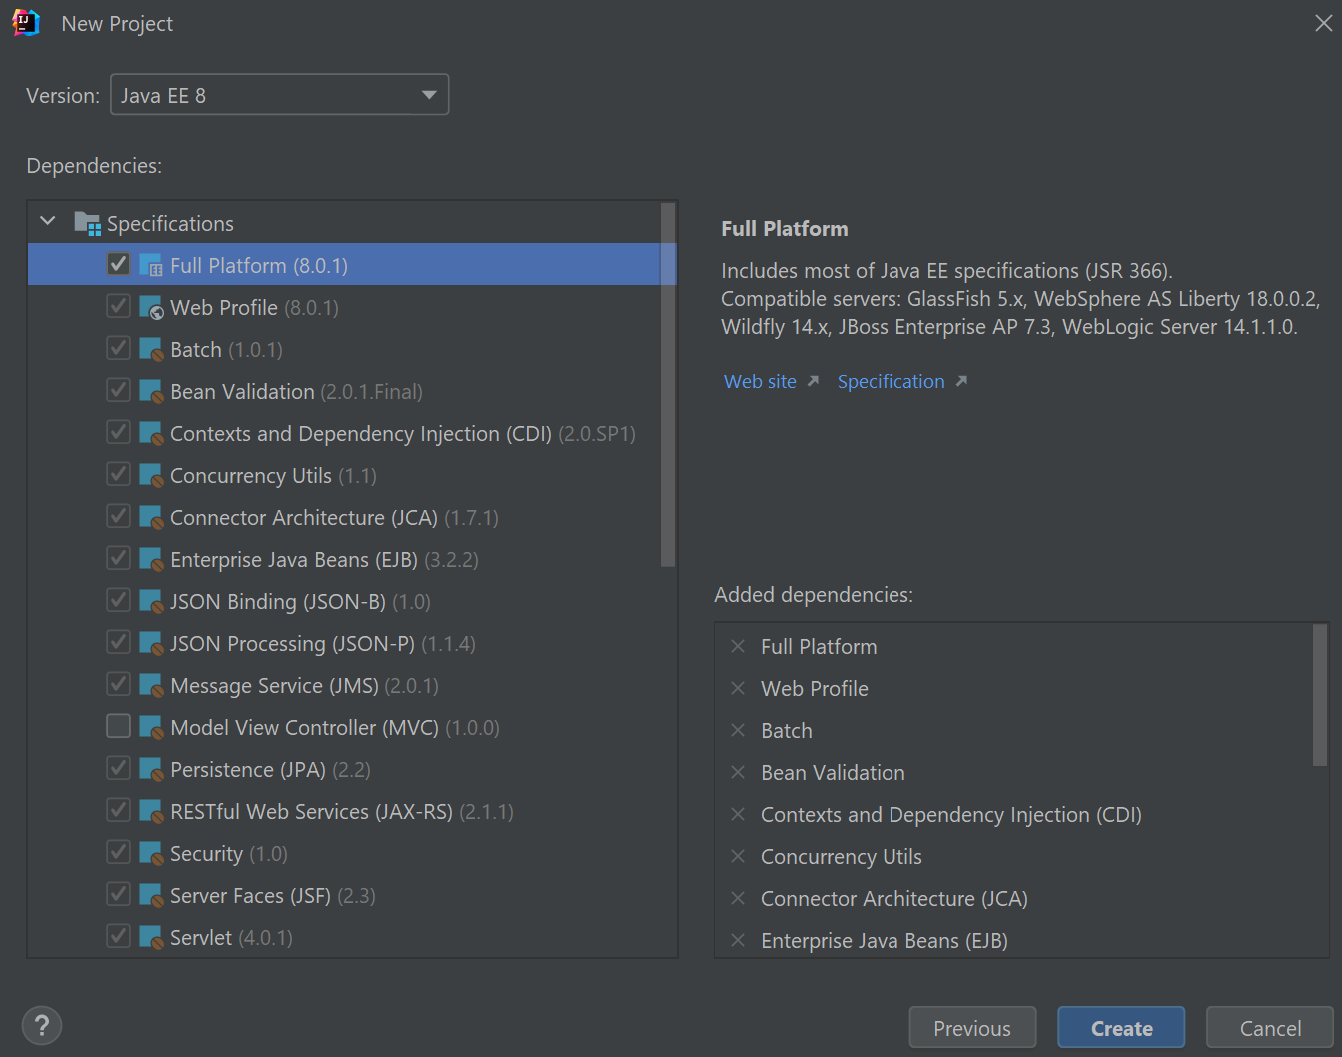 New Project
Version: Java EE 8
Dependencies:
Specifications
Full Platform (8.0.1)
Web Profile (8.0.1)
Batch (1.0.1)
Bean Validation (2.0.1.Final)
Contexts and Dependency Injection (CDI) (2.0.SP1)
Concurrency Utils (1.1)
Connector Architecture (JCA) (1.7.1)
Enterprise Java Beans (EJB) (3.2.2)
JSON Binding (JSON-B) (1.0)
JSON Processing (JSON-P) (1.1.4)
Message Service (JMS) (2.0.1)
Model View Controller (MVC) (1.0.0)
Persistence (JPA) (2.2)
RESTful Web Services (JAX-RS) (2.1.1)
Security (1.0)
Server Faces (JSF) (2.3)
Servlet (4.0.1)
Full Platform
Includes most of Java EE specifications (JSR 366).
Compatible servers: GlassFish 5.x, WebSphere AS Liberty 18.0.0.2,
Wildfly 14.x, JBoss Enterprise AP 7.3, WebLogic Server 14.1.1.0.
Web site Specification
Added dependencies:
Full Platform
Web Profile
Batch
Bean Validation
Contexts and Dependency Injection (CDI)
Concurrency Utils
Connector Architecture (JCA)
Enterprise Java Beans (EJB)
? Previous Create Cancel